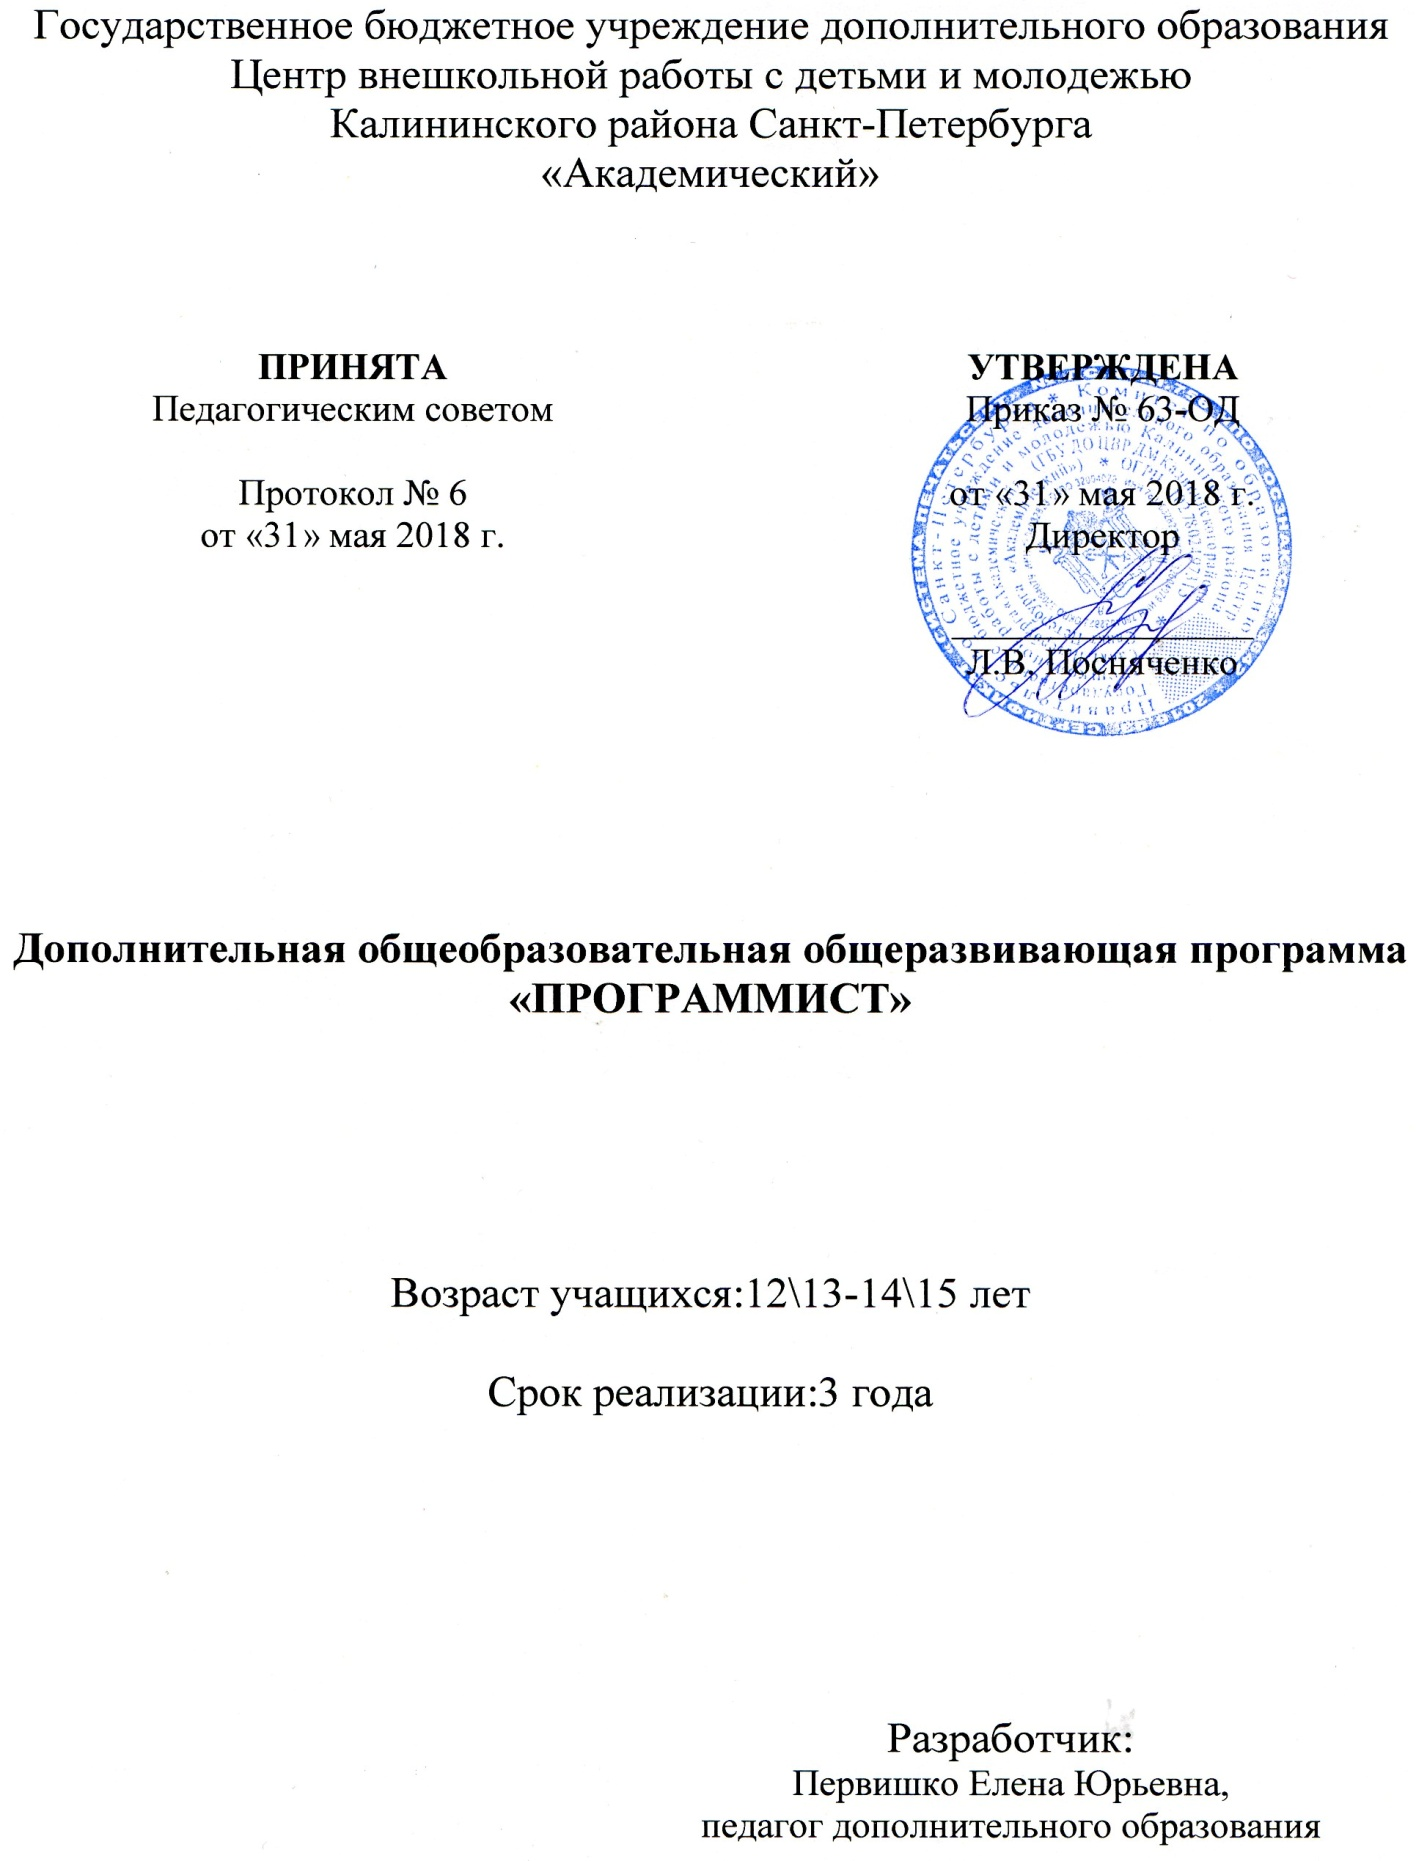 Государственное бюджетное учреждение дополнительного образования
Центр внешкольной работы с детьми и молодежью
Калининского района Санкт-Петербурга
«Академический»
ПРИНЯТА
Педагогическим советом
Протокол № 6
от «31» мая 2018 г.
УТВЕРЖДЕНА
Приказ № 63-ОД
от «31» мая 2018 г.
Директор
Л.В. Посняченко
Дополнительная общеобразовательная общеразвивающая программа
«ПРОГРАММИСТ»
Возраст учащихся:12\13-14\15 лет
Срок реализации:3 года
Разработчик:
Первишко Елена Юрьевна,
педагог дополнительного образования